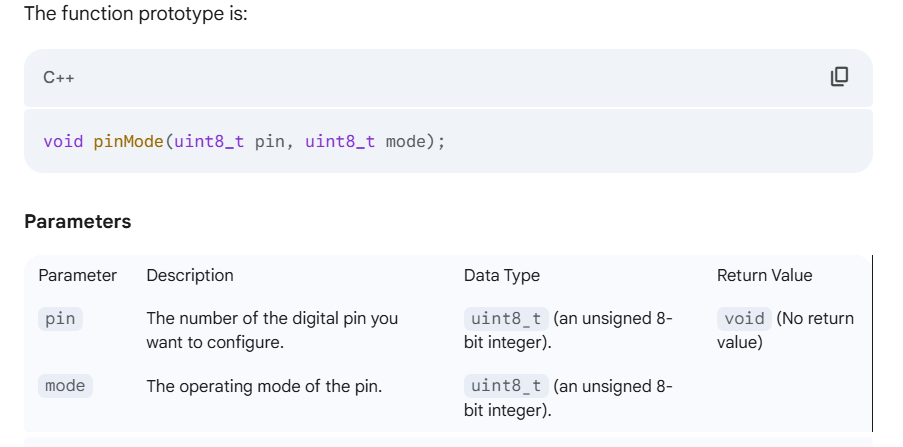 The function prototype is:
C++
void pinMode(uint8_t pin, uint8_t mode);
Parameters
Parameter Description Data Type Return Value
pin The number of the digital pin you uint8_t (an unsigned 8- void (No return
want to configure. bit integer). value)
mode The operating mode of the pin. uint8_t (an unsigned 8-
bit integer).